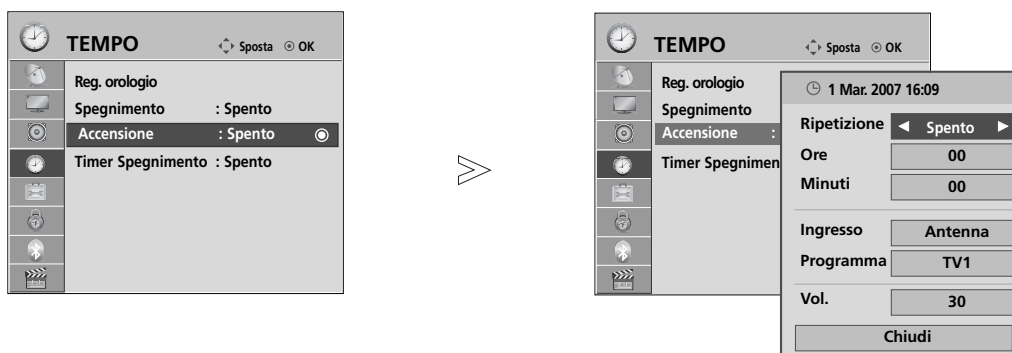 TEMPO Sposta OK
Reg. orologio
Spegnimento : Spento
Accensione : Spento
Timer Spegnimento : Spento
TEMPO Sposta OK
Reg. orologio
Spegnimento
Accensione :
Timer Spegnimen
1 Mar. 2007 16:09
Ripetizione ◀ Spento ▶
Ore 00
Minuti 00
Ingresso Antenna
Programma TV1
Vol. 30
Chiudi